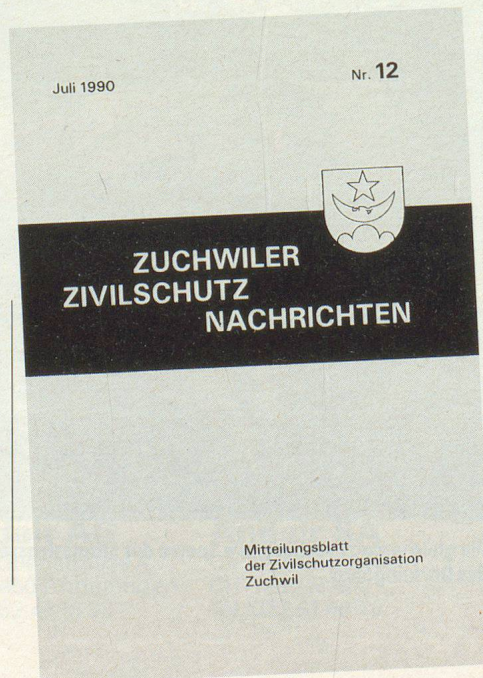 Juli 1990
Nr. 12
ZUCHWILER
ZIVILSCHUTZ
NACHRICHTEN
Mitteilungsblatt
der Zivilschutzorganisation
Zuchwil